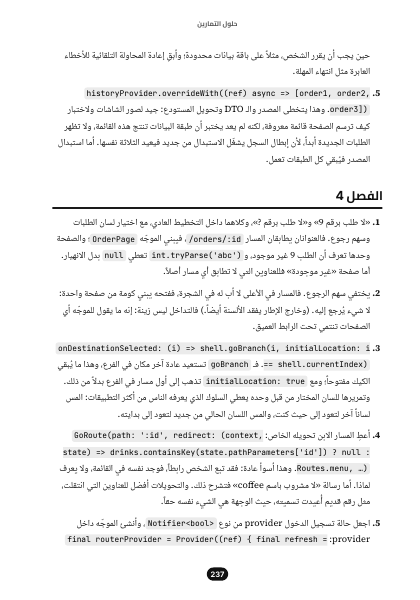 حلول التمارين
حين يجب أن يقرر الشخص، مثلاً على باقة بيانات محدودة؛ وأبقِ إعادة المحاولة التلقائية للأخطاء
العابرة مثل انتهاء المهلة.
5. historyProvider.overrideWith((ref) async => [order1, order2,
order3]). وهذا يتخطى المصدر والـ DTO وتحويل المستودع: جيد لصور الشاشات ولاختبار
كيف ترسم الصفحة قائمة معروفة، لكنه لم يعد يختبر أن طبقة البيانات تنتج هذه القائمة، ولا تظهر
الطلبات الجديدة أبداً، لأن إبطال السجل يشغّل الاستبدال من جديد فيعيد الثلاثة نفسها. أما استبدال
المصدر فيُبقي كل الطبقات تعمل.
الفصل 4
1. «لا طلب برقم 9» و«لا طلب برقم ?»، وكلاهما داخل التخطيط العادي، مع اختيار لسان الطلبات
وسهم رجوع. فالعنوانان يطابقان المسار /orders/:id، فيبني الموجّه OrderPage؛ والصفحة
وحدها تعرف أن الطلب 9 غير موجود، و int.tryParse('abc') تعطي null بدل الانهيار.
أما صفحة «غير موجودة» فللعناوين التي لا تطابق أي مسار أصلاً.
2. يختفي سهم الرجوع. فالمسار في الأعلى لا أب له في الشجرة، ففتحه يبني كومة من صفحة واحدة:
لا شيء يُرجع إليه. (وخارج الإطار يفقد الألسنة أيضاً.) فالتداخل ليس زينة: إنه ما يقول للموجّه أي
الصفحات تنتمي تحت الرابط العميق.
3. onDestinationSelected: (i) => shell.goBranch(i, initialLocation: i
== shell.currentIndex). فـ goBranch تستعيد عادة آخر مكان في الفرع، وهذا ما يُبقي
الكيك مفتوحاً؛ ومع initialLocation: true تذهب إلى أول مسار في الفرع بدلاً من ذلك.
وتمريرها للسان المختار من قبل وحده يعطي السلوك الذي يعرفه الناس من أكثر التطبيقات: المس
لساناً آخر لتعود إلى حيث كنت، والمس اللسان الحالي من جديد لتعود إلى بدايته.
4. أعطِ المسار الابن تحويله الخاص: GoRoute(path: ':id', redirect: (context,
state) => drinks.containsKey(state.pathParameters['id']) ? null :
Routes.menu, …). وهذا أسوأ عادة: فقد تبع الشخص رابطاً، فوجد نفسه في القائمة، ولا يعرف
لماذا. أما رسالة «لا مشروب باسم coffee» فتشرح ذلك. والتحويلات أفضل للعناوين التي انتقلت،
مثل رقم قديم أُعيدت تسميته، حيث الوجهة هي الشيء نفسه حقاً.
5. اجعل حالة تسجيل الدخول provider من نوع Notifier<bool>، وأنشئ الموجّه داخل
provider: final routerProvider = Provider((ref) { final refresh =
237